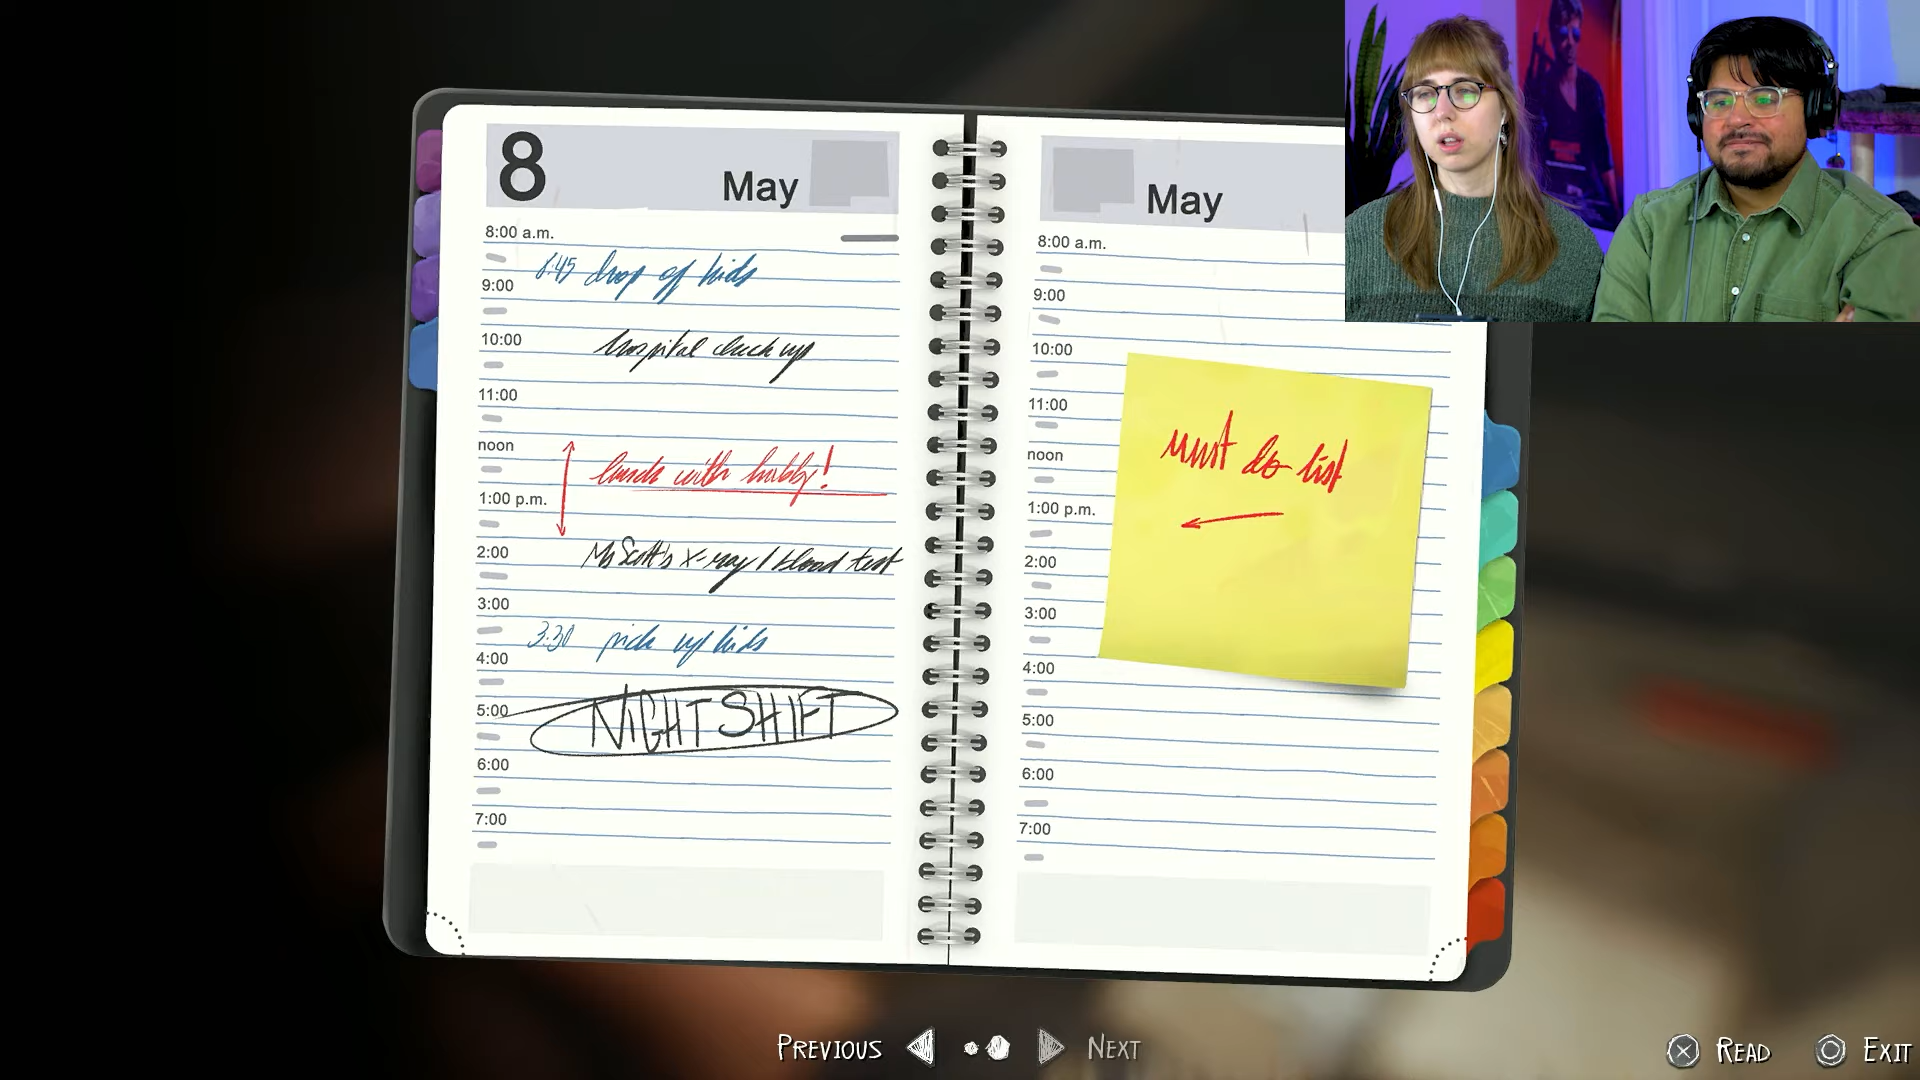 8 May
8:00 a.m.
8:45 drop of kids
9:00
10:00
hospital check up
11:00
noon
lunch with hubby!
1:00 p.m.
2:00
Mr Scott's x-ray / blood test
3:00
3:30 pick up kids
4:00
5:00
NIGHT SHIFT
6:00
7:00
May
8:00 a.m.
9:00
10:00
11:00
noon
1:00 p.m.
2:00
3:00
4:00
5:00
6:00
7:00
must do list
PREVIOUS
NEXT
READ
EXIT